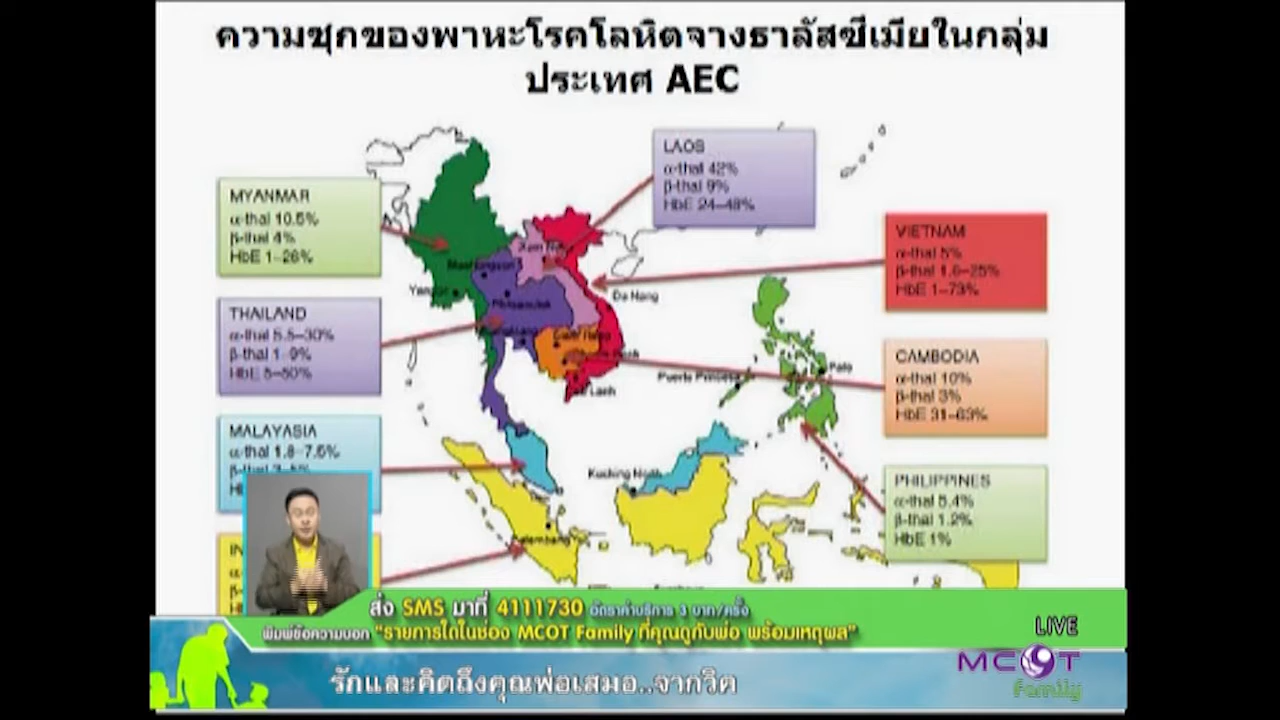 ความชุกของพาหะโรคโลหิตจางธาลัสซีเมียในกลุ่ม
ประเทศ AEC
LAOS
α-thal 42%
β-thal 9%
HbE 24-48%
MYANMAR
α-thal 10.5%
β-thal 4%
HbE 1-26%
VIETNAM
α-thal 5%
β-thal 1.6-25%
HbE 1-73%
THAILAND
α-thal 5.5-30%
β-thal 1-9%
HbE 5-50%
CAMBODIA
α-thal 10%
β-thal 3%
HbE 31-63%
MALAYASIA
α-thal 1.8-7.5%
PHILIPPINES
α-thal 5.4%
β-thal 1.2%
HbE 1%
Da Nang
Palo
Puerto Princesa
Kuching North
ส่ง SMS มาที่ 4111730 อัตราค่าบริการ 3 บาท/ครั้ง
พิมพ์ข้อความบอก "รายการใดในช่อง MCOT Family ที่คุณดูกับพ่อ พร้อมเหตุผล"
LIVE
MCOT
family
รักและคิดถึงคุณพ่อเสมอ..จากวิค